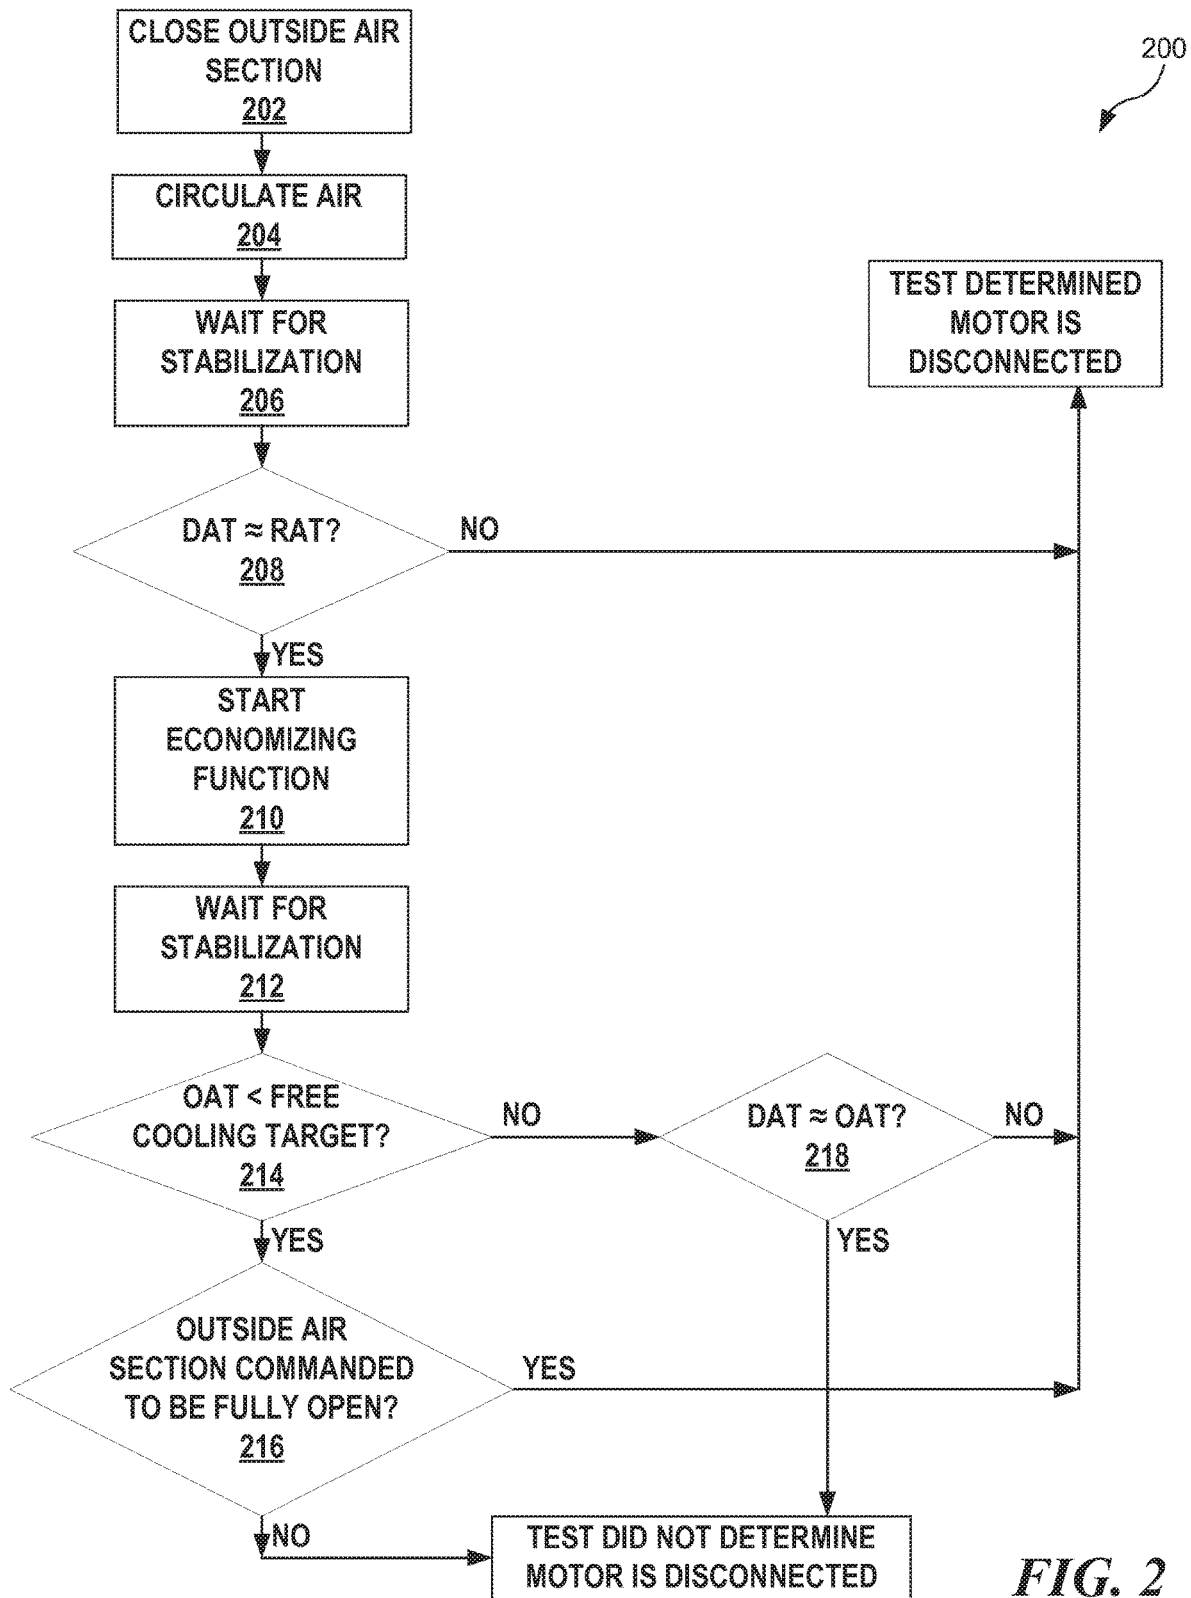 CLOSE OUTSIDE AIR
SECTION
202
200
CIRCULATE AIR
204
TEST DETERMINED
MOTOR IS
DISCONNECTED
WAIT FOR
STABILIZATION
206
DAT ≈ RAT?
208
NO
YES
START
ECONOMIZING
FUNCTION
210
WAIT FOR
STABILIZATION
212
OAT < FREE
COOLING TARGET?
214
NO
DAT ≈ OAT?
218
NO
YES
YES
OUTSIDE AIR
SECTION COMMANDED
TO BE FULLY OPEN?
216
YES
NO
TEST DID NOT DETERMINE
MOTOR IS DISCONNECTED
FIG. 2